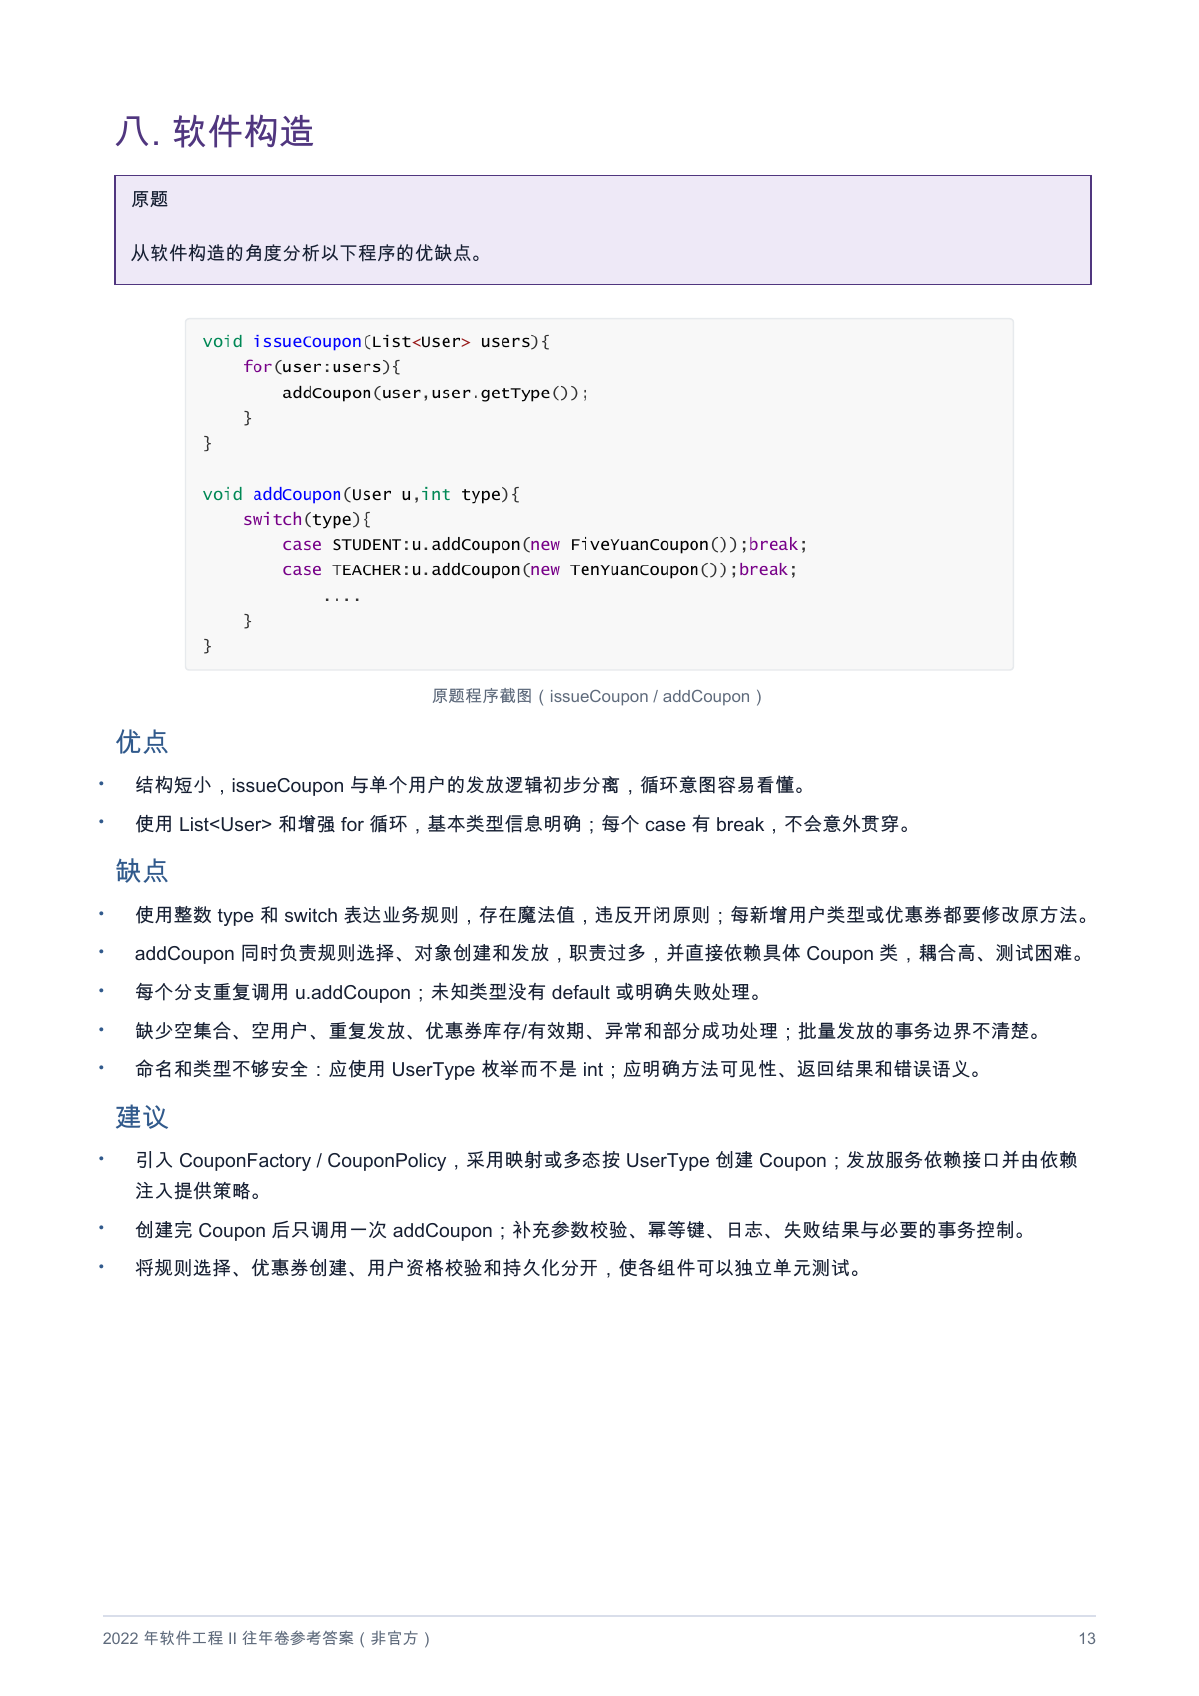 八. 软件构造
原题
从软件构造的角度分析以下程序的优缺点。
void issueCoupon(List<User> users){
    for(user:users){
        addCoupon(user,user.getType());
    }
}

void addCoupon(User u,int type){
    switch(type){
        case STUDENT:u.addCoupon(new FiveYuanCoupon());break;
        case TEACHER:u.addCoupon(new TenYuanCoupon());break;
            ....
    }
}
原题程序截图（issueCoupon / addCoupon）
优点
• 结构短小，issueCoupon 与单个用户的发放逻辑初步分离，循环意图容易看懂。
• 使用 List<User> 和增强 for 循环，基本类型信息明确；每个 case 有 break，不会意外贯穿。
缺点
• 使用整数 type 和 switch 表达业务规则，存在魔法值，违反开闭原则；每新增用户类型或优惠券都要修改原方法。
• addCoupon 同时负责规则选择、对象创建和发放，职责过多，并直接依赖具体 Coupon 类，耦合高、测试困难。
• 每个分支重复调用 u.addCoupon；未知类型没有 default 或明确失败处理。
• 缺少空集合、空用户、重复发放、优惠券库存/有效期、异常和部分成功处理；批量发放的事务边界不清楚。
• 命名和类型不够安全：应使用 UserType 枚举而不是 int；应明确方法可见性、返回结果和错误语义。
建议
• 引入 CouponFactory / CouponPolicy，采用映射或多态按 UserType 创建 Coupon；发放服务依赖接口并由依赖
注入提供策略。
• 创建完 Coupon 后只调用一次 addCoupon；补充参数校验、幂等键、日志、失败结果与必要的事务控制。
• 将规则选择、优惠券创建、用户资格校验和持久化分开，使各组件可以独立单元测试。
2022 年软件工程 II 往年卷参考答案（非官方） 13